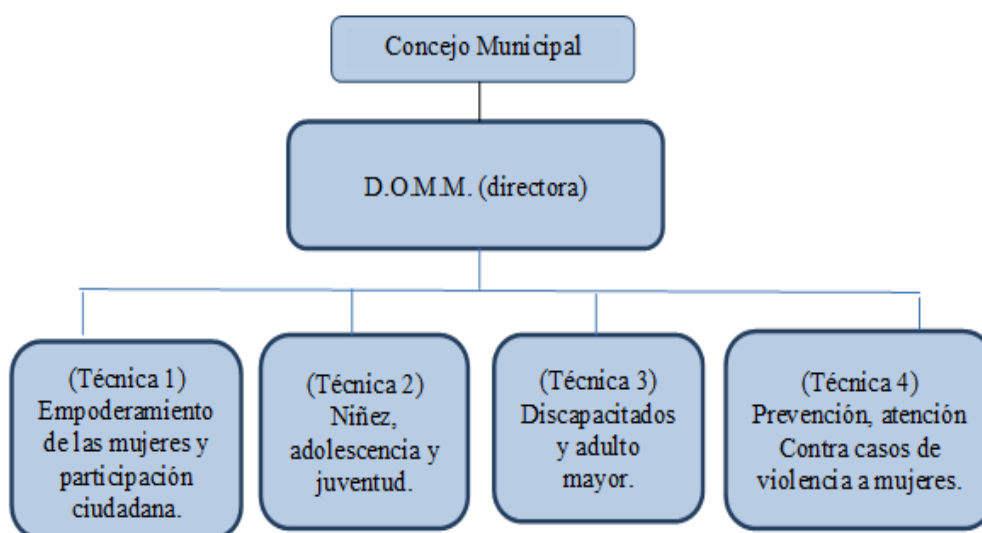 Concejo Municipal
D.O.M.M. (directora)
(Técnica 1)
Empoderamiento
de las mujeres y
participación
ciudadana.
(Técnica 2)
Niñez,
adolescencia y
juventud.
(Técnica 3)
Discapacitados
y adulto
mayor.
(Técnica 4)
Prevención, atención
Contra casos de
violencia a mujeres.